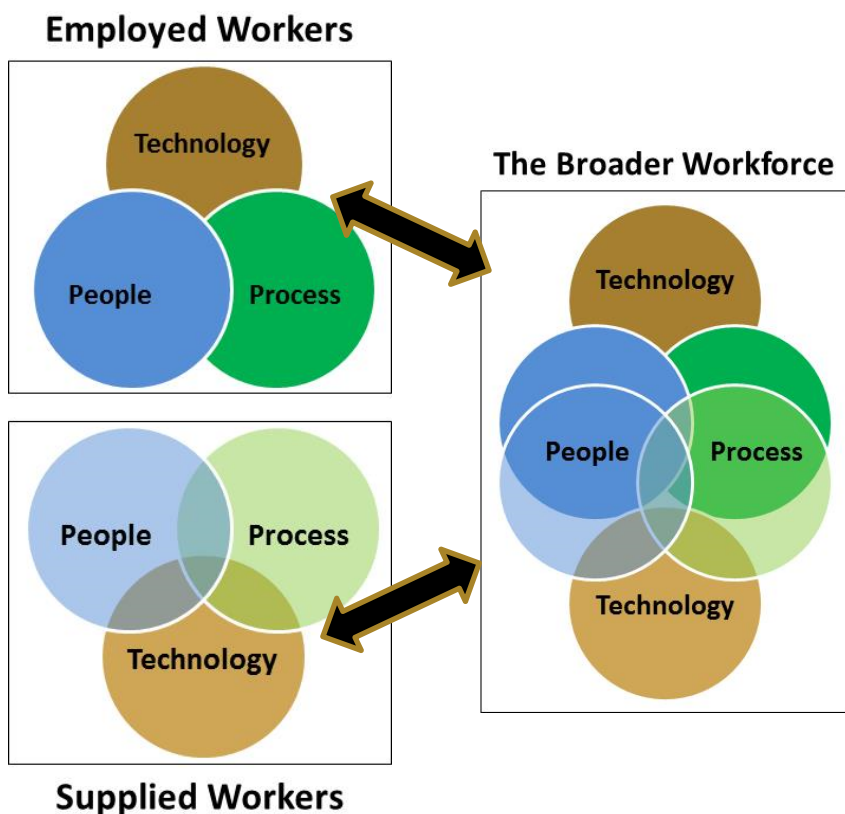 Employed Workers
Technology
People
Process
Supplied Workers
People
Process
Technology
The Broader Workforce
Technology
People
Process
Technology